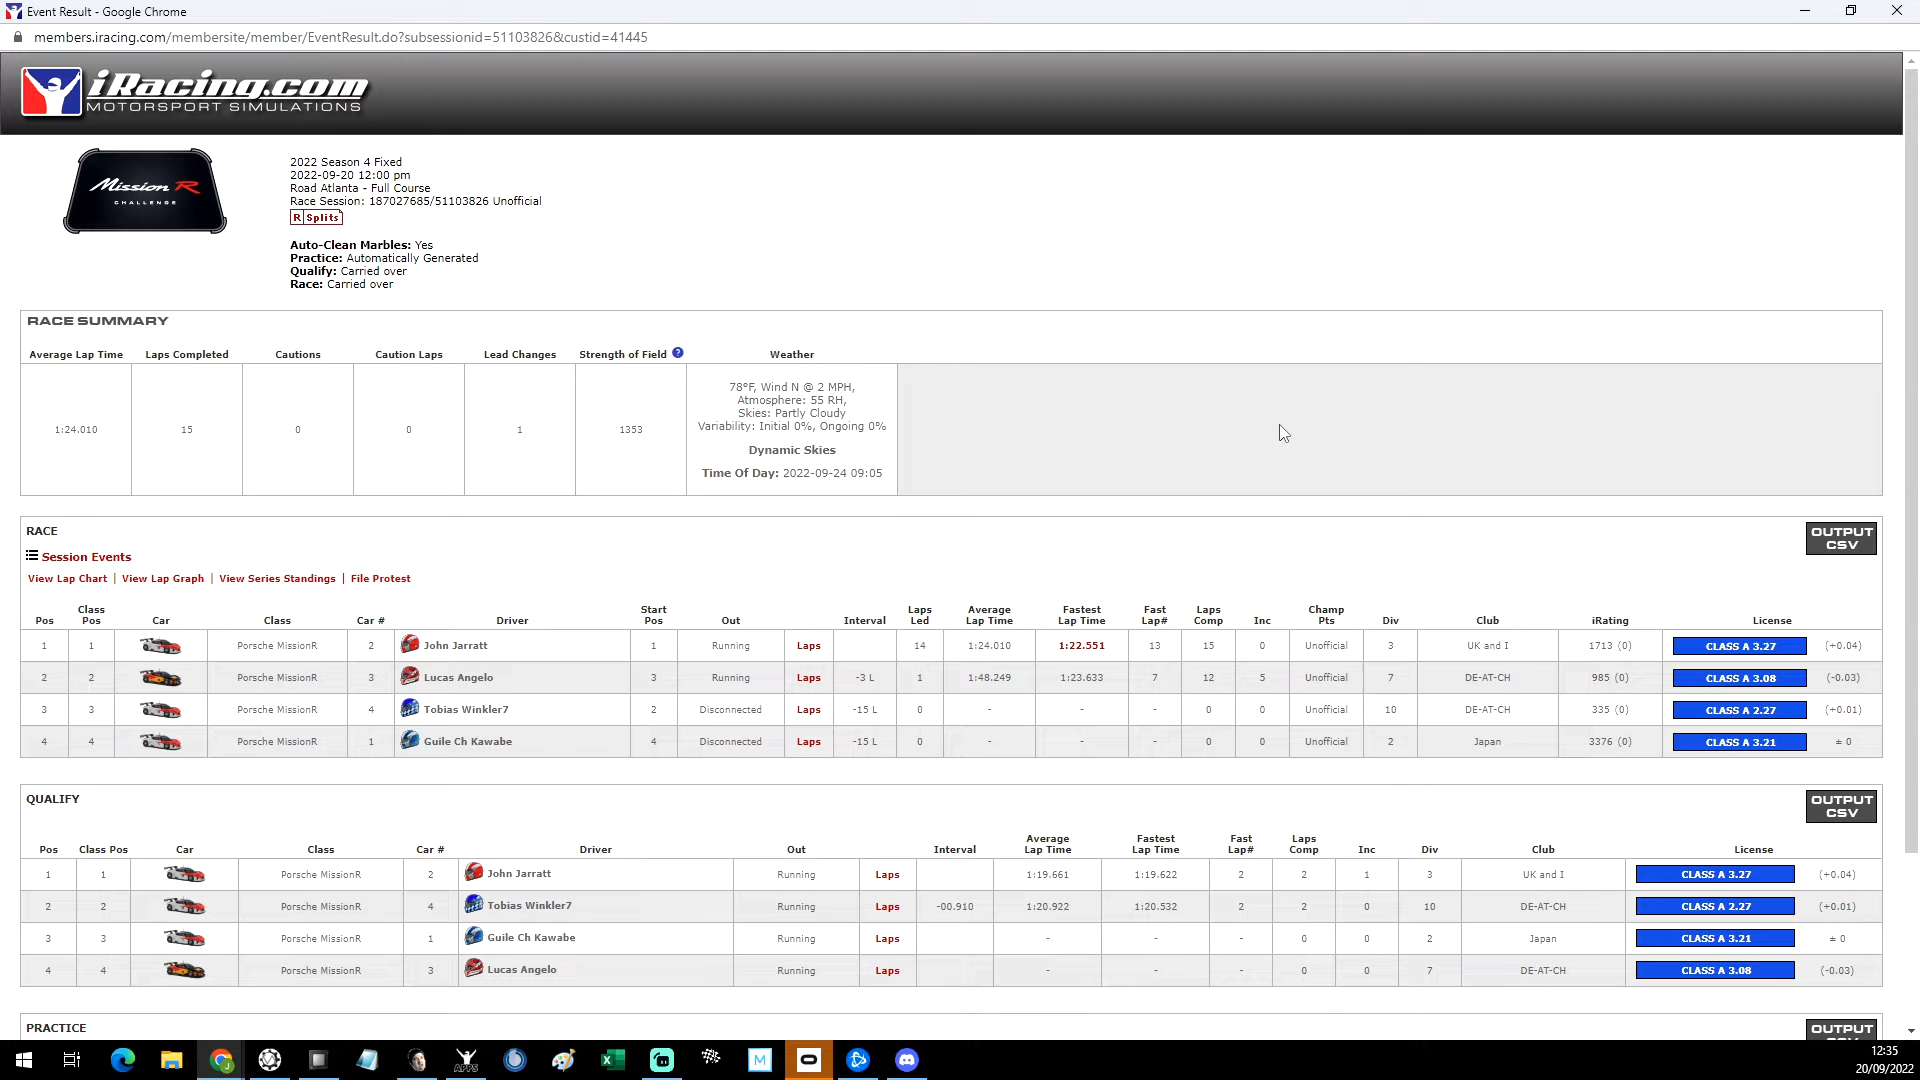 Event Result - Google Chrome
members.iracing.com/membersite/member/EventResult.do?subsessionid=51103826&custid=41445
iRacing.com
MOTORSPORT SIMULATIONS
Mission R
CHALLENGE
2022 Season 4 Fixed
2022-09-20 12:00 pm
Road Atlanta - Full Course
Race Session: 187027685/51103826 Unofficial
R Splits
Auto-Clean Marbles: Yes
Practice: Automatically Generated
Qualify: Carried over
Race: Carried over
RACE SUMMARY
Average Lap Time Laps Completed Cautions Caution Laps Lead Changes Strength of Field ? Weather
1:24.010 15 0 0 1 1353
78°F, Wind N @ 2 MPH,
Atmosphere: 55 RH,
Skies: Partly Cloudy
Variability: Initial 0%, Ongoing 0%
Dynamic Skies
Time Of Day: 2022-09-24 09:05
RACE
OUTPUT
CSV
Session Events
View Lap Chart | View Lap Graph | View Series Standings | File Protest
Pos Class Pos Car Class Car # Driver Start Pos Out Interval Laps Led Average Lap Time Fastest Lap Time Fast Lap# Laps Comp Inc Champ Pts Div Club iRating License
1 1 Porsche MissionR 2 John Jarratt 1 Running Laps 14 1:24.010 1:22.551 13 15 0 Unofficial 3 UK and I 1713 (0) CLASS A 3.27 (+0.04)
2 2 Porsche MissionR 3 Lucas Angelo 3 Running Laps -3 L 1 1:48.249 1:23.633 7 12 5 Unofficial 7 DE-AT-CH 985 (0) CLASS A 3.08 (-0.03)
3 3 Porsche MissionR 4 Tobias Winkler7 2 Disconnected Laps -15 L 0 - - - 0 0 Unofficial 10 DE-AT-CH 335 (0) CLASS A 2.27 (+0.01)
4 4 Porsche MissionR 1 Guile Ch Kawabe 4 Disconnected Laps -15 L 0 - - - 0 0 Unofficial 2 Japan 3376 (0) CLASS A 3.21 ± 0
QUALIFY
OUTPUT
CSV
Pos Class Pos Car Class Car # Driver Out Interval Average Lap Time Fastest Lap Time Fast Lap# Laps Comp Inc Div Club License
1 1 Porsche MissionR 2 John Jarratt Running Laps 1:19.661 1:19.622 2 2 1 3 UK and I CLASS A 3.27 (+0.04)
2 2 Porsche MissionR 4 Tobias Winkler7 Running Laps -00.910 1:20.922 1:20.532 2 2 0 10 DE-AT-CH CLASS A 2.27 (+0.01)
3 3 Porsche MissionR 1 Guile Ch Kawabe Running Laps - - - 0 0 2 Japan CLASS A 3.21 ± 0
4 4 Porsche MissionR 3 Lucas Angelo Running Laps - - - 0 0 7 DE-AT-CH CLASS A 3.08 (-0.03)
PRACTICE
OUTPUT
APPS
M
12:35
20/09/2022